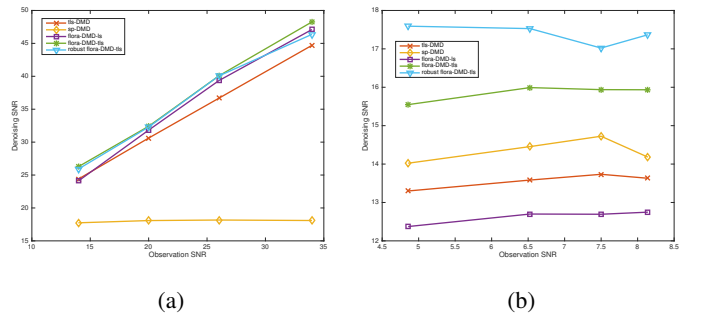 50
45
40
35
30
25
20
15
10
15
20
25
30
35
Denoising SNR
Observation SNR
tls-DMD
sp-DMD
flora-DMD-ls
flora-DMD-tls
robust flora-DMD-tls
(a)
18
17
16
15
14
13
12
4.5
5
5.5
6
6.5
7
7.5
8
8.5
Denoising SNR
Observation SNR
tls-DMD
sp-DMD
flora-DMD-ls
flora-DMD-tls
robust flora-DMD-tls
(b)